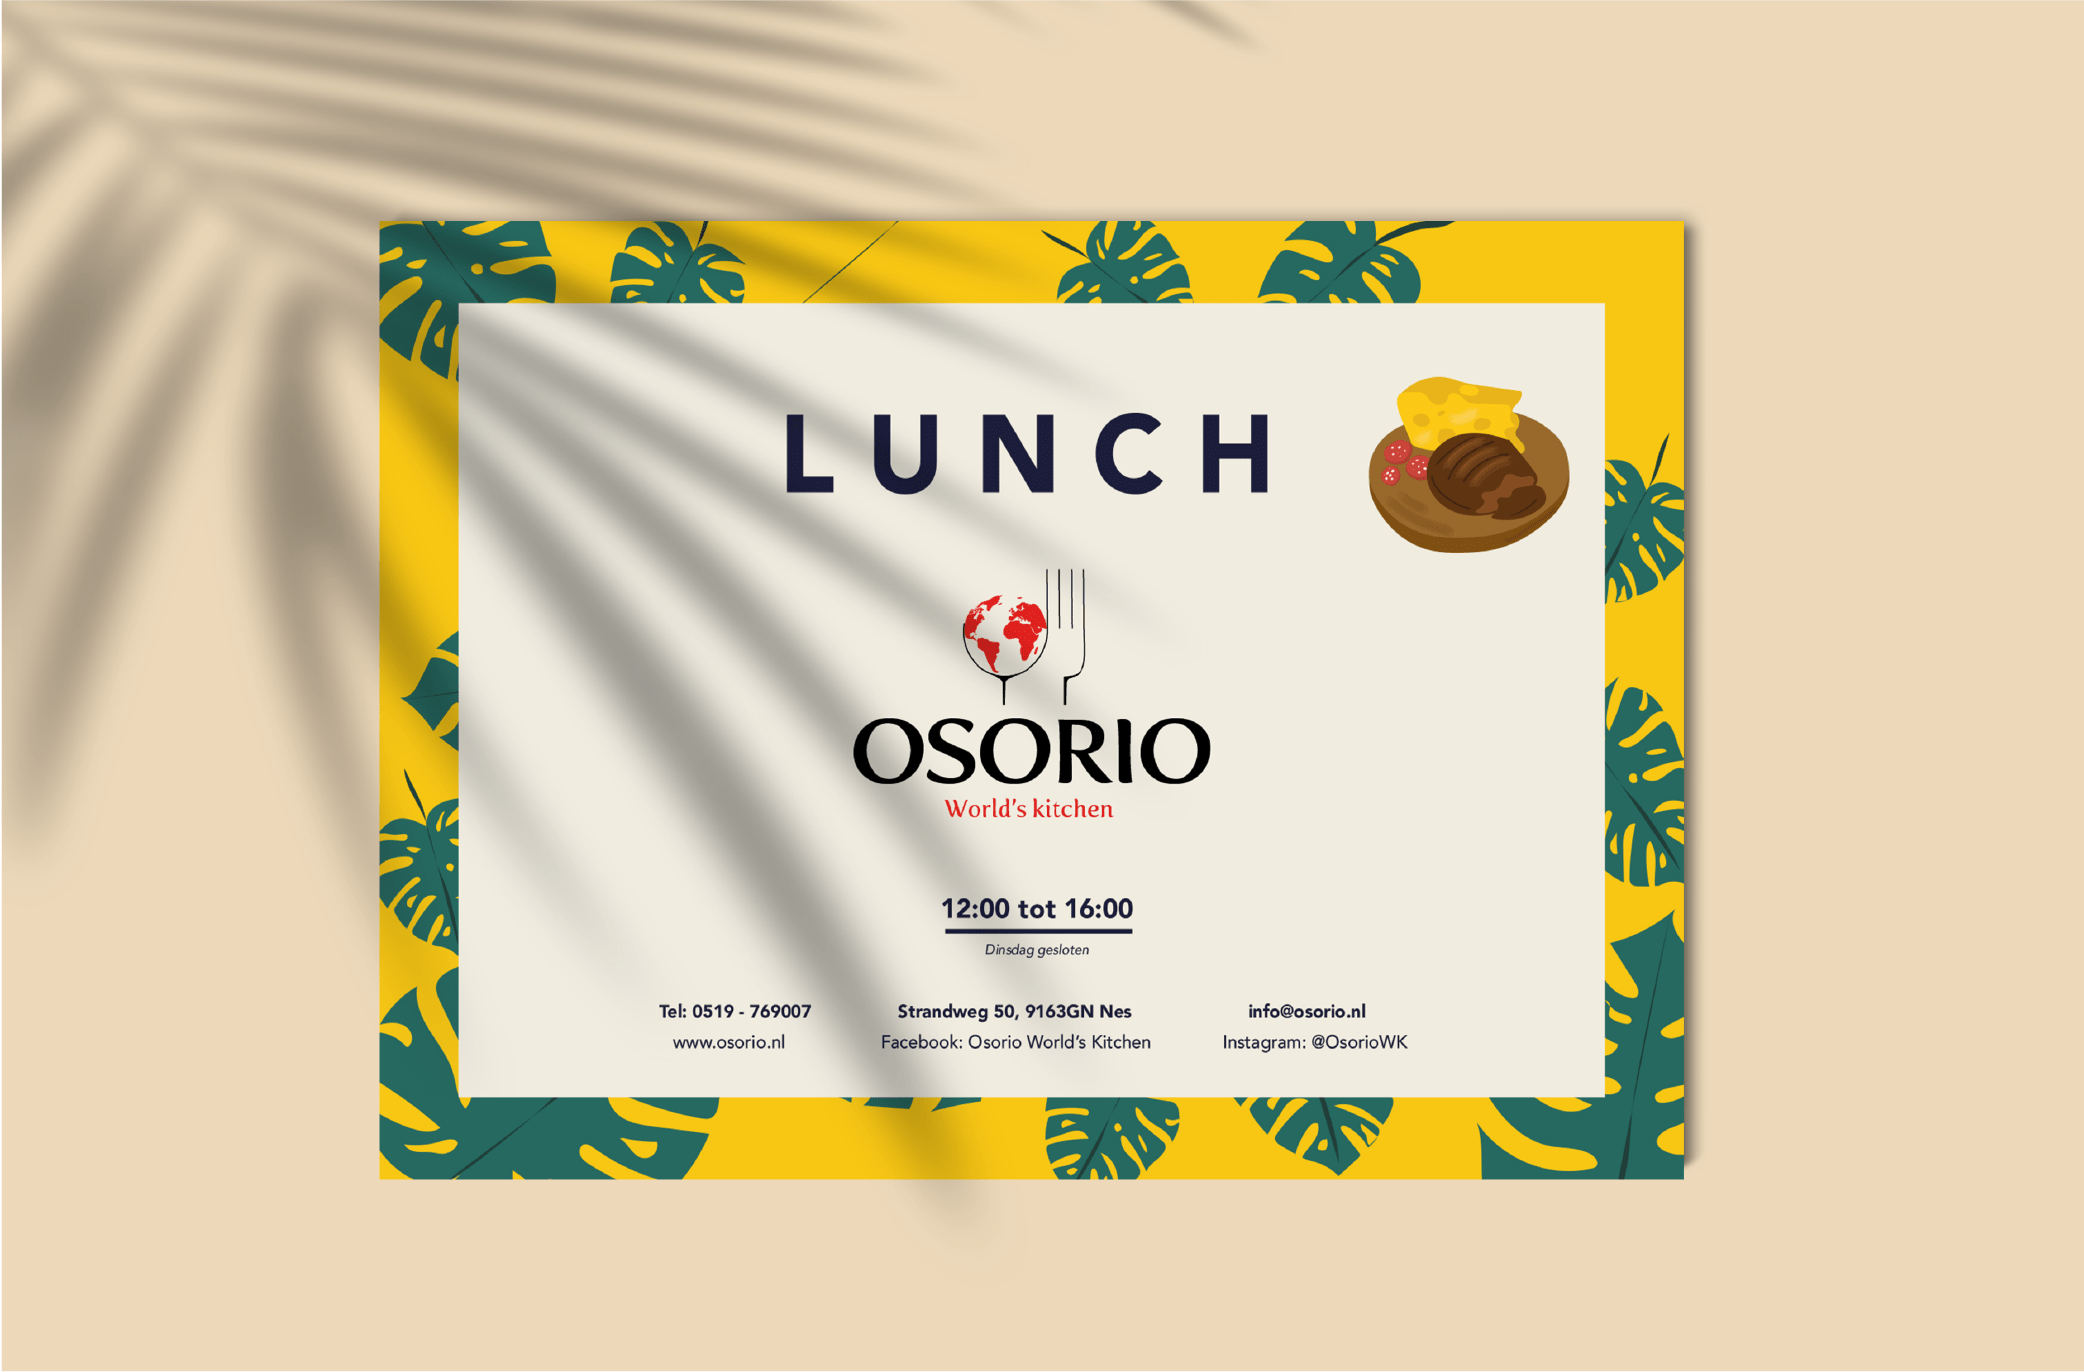 LUNCH
OSORIO
World's kitchen
12:00 tot 16:00
Dinsdag gesloten
Tel: 0519 - 769007
www.osorio.nl
Strandweg 50, 9163GN Nes
Facebook: Osorio World's Kitchen
info@osorio.nl
Instagram: @OsorioWK